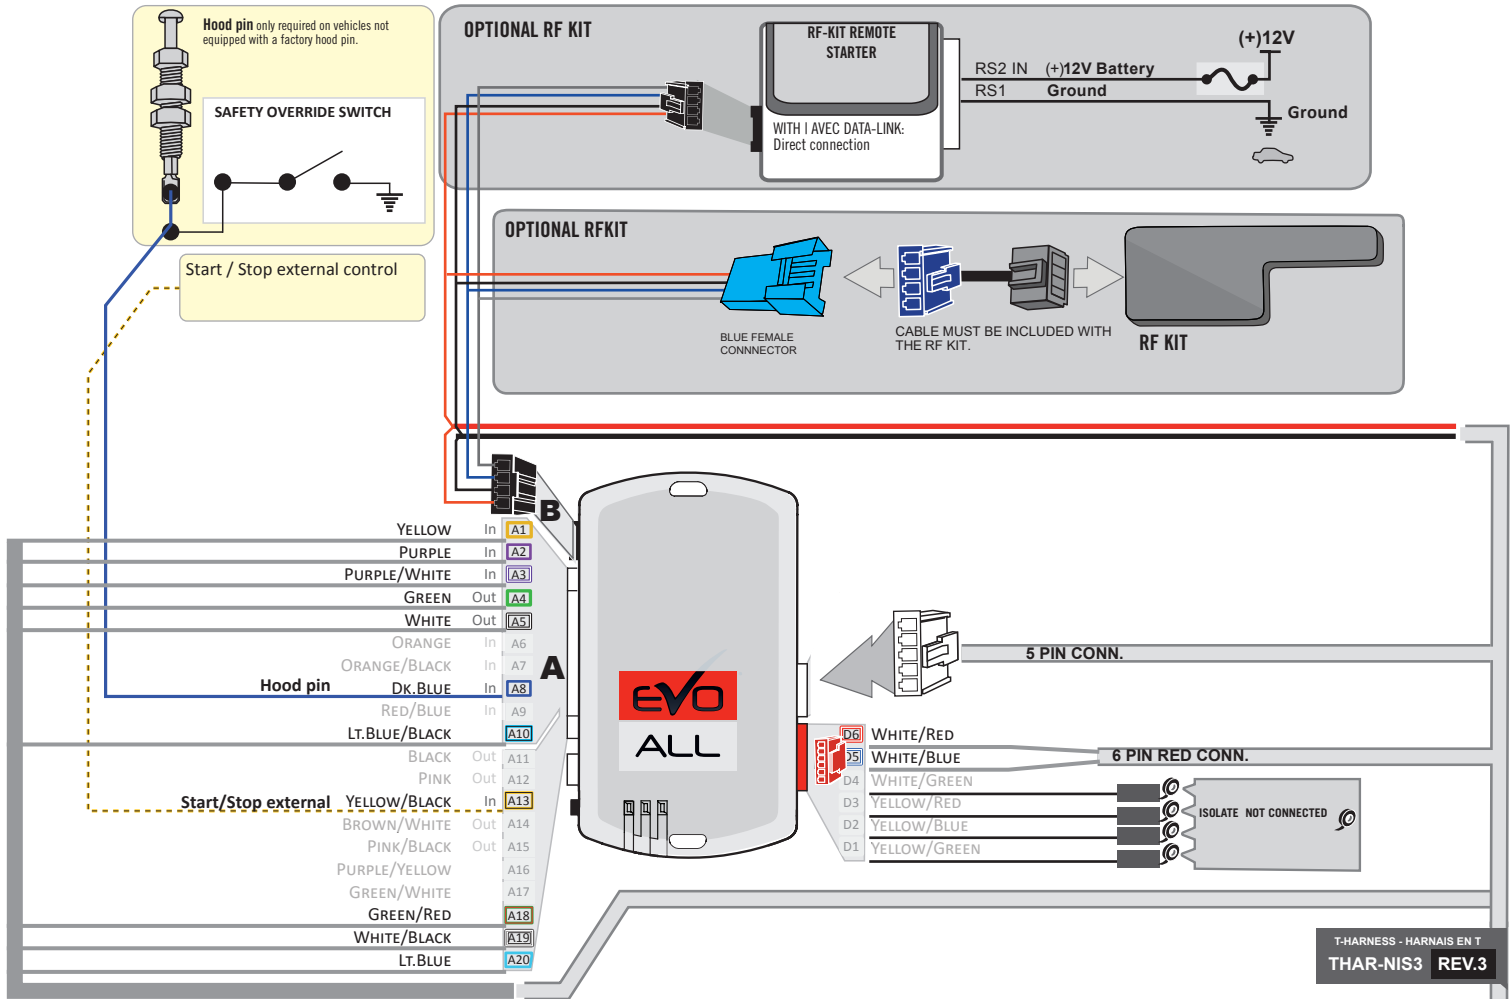 Hood pin only required on vehicles not
equipped with a factory hood pin.
SAFETY OVERRIDE SWITCH
Start / Stop external control
OPTIONAL RF KIT
RF-KIT REMOTE
STARTER
WITH | AVEC DATA-LINK:
Direct connection
RS2 IN (+)12V Battery
RS1 Ground
(+)12V
Ground
OPTIONAL RFKIT
BLUE FEMALE
CONNNECTOR
CABLE MUST BE INCLUDED WITH
THE RF KIT.
RF KIT
B
A
YELLOW In A1
PURPLE In A2
PURPLE/WHITE In A3
GREEN Out A4
WHITE Out A5
ORANGE In A6
ORANGE/BLACK In A7
Hood pin DK.BLUE In A8
RED/BLUE In A9
LT.BLUE/BLACK A10
BLACK Out A11
PINK Out A12
Start/Stop external YELLOW/BLACK In A13
BROWN/WHITE Out A14
PINK/BLACK Out A15
PURPLE/YELLOW A16
GREEN/WHITE A17
GREEN/RED A18
WHITE/BLACK A19
LT.BLUE A20
EVO
ALL
5 PIN CONN.
D6 WHITE/RED
D5 WHITE/BLUE
D4 WHITE/GREEN
D3 YELLOW/RED
D2 YELLOW/BLUE
D1 YELLOW/GREEN
6 PIN RED CONN.
ISOLATE NOT CONNECTED
T-HARNESS - HARNAIS EN T
THAR-NIS3 REV.3